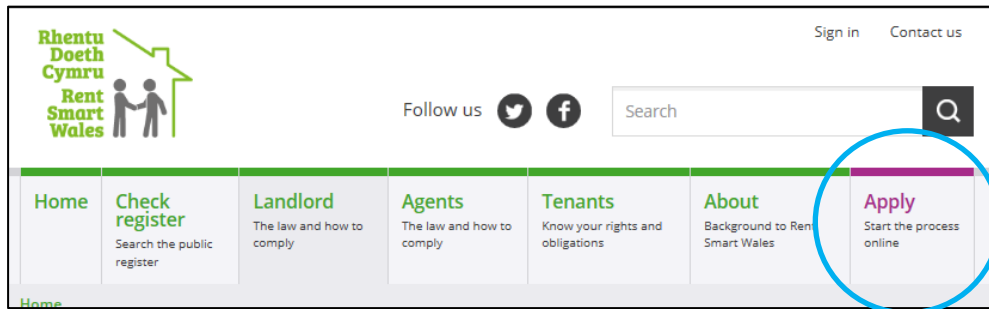 Sign in Contact us
Rhentu
Doeth
Cymru
Rent
Smart
Wales
Follow us
Search
Home
Check
register
Search the public
register
Landlord
The law and how to
comply
Agents
The law and how to
comply
Tenants
Know your rights and
obligations
About
Background to Rent
Smart Wales
Apply
Start the process
online
Home